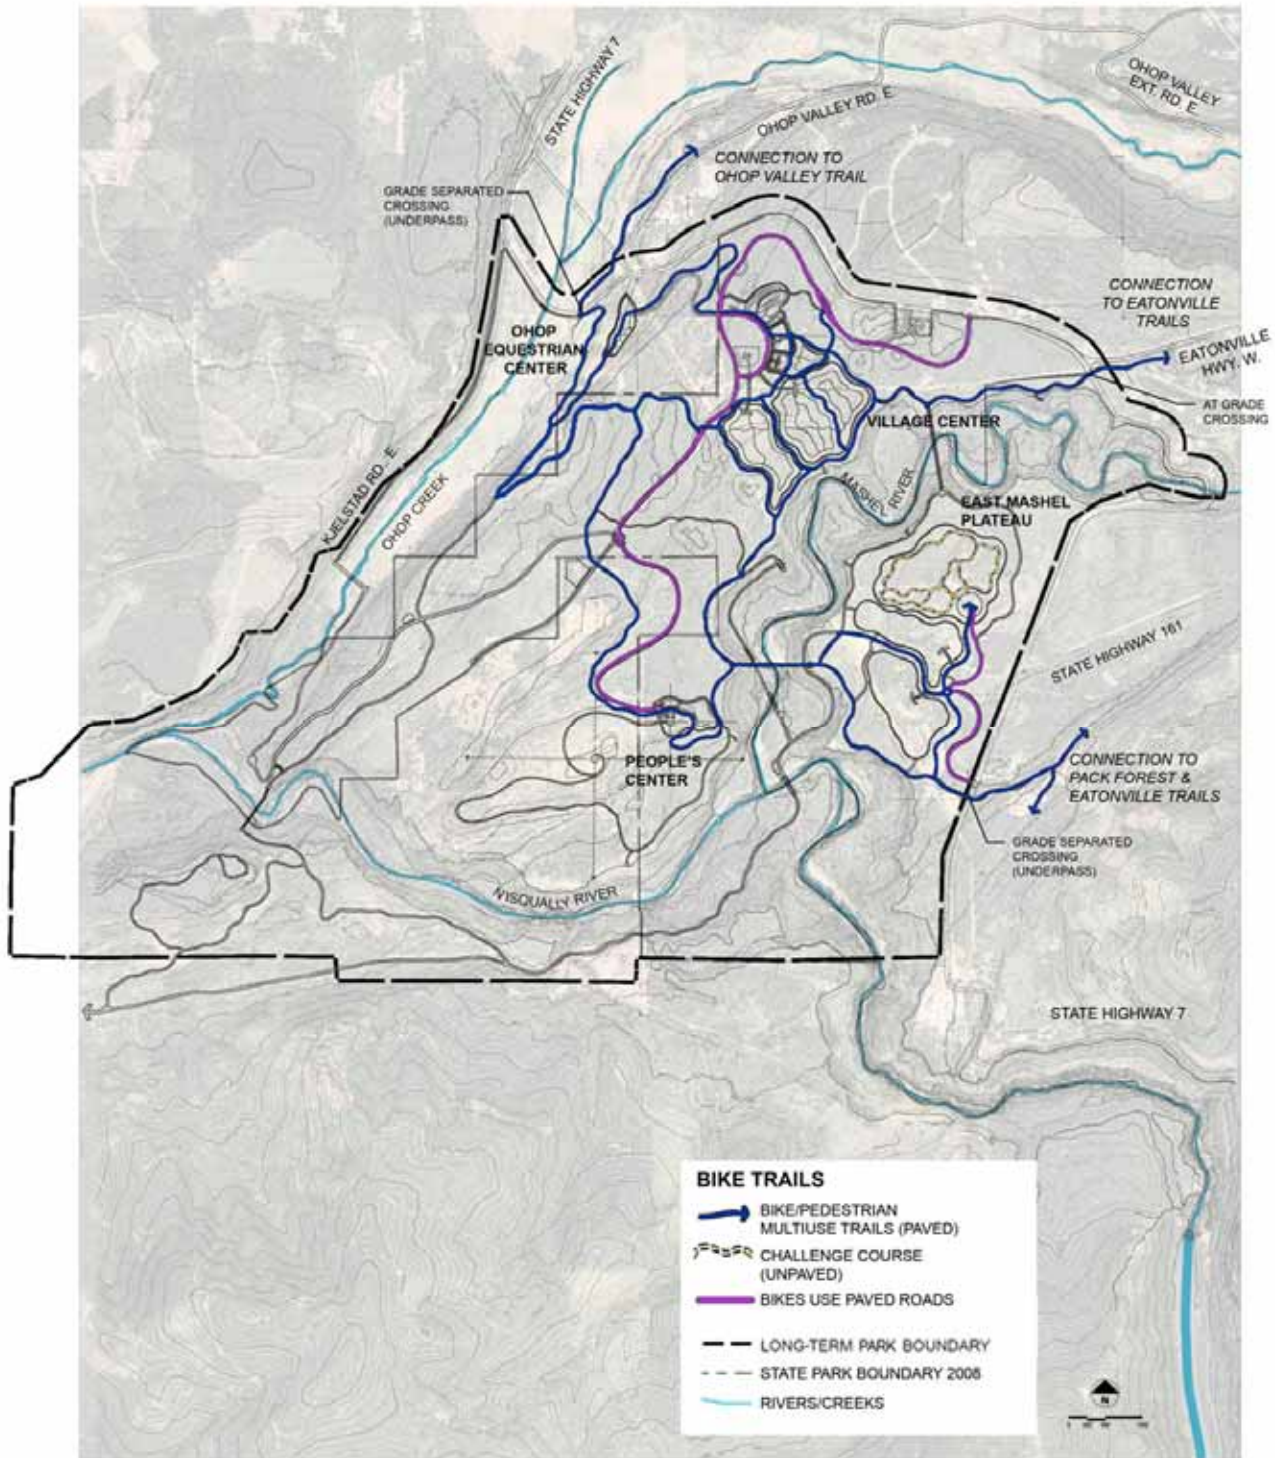 STATE HIGHWAY 7
OHOP VALLEY
EXT. RD. E.
OHOP VALLEY RD. E.
CONNECTION TO
OHOP VALLEY TRAIL
GRADE SEPARATED
CROSSING
(UNDERPASS)
CONNECTION
TO EATONVILLE
TRAILS
OHOP
EQUESTRIAN
CENTER
EATONVILLE
HWY. W.
AT GRADE
CROSSING
VILLAGE CENTER
MASHEL RIVER
EAST MASHEL
PLATEAU
KJELSTAD RD. E.
OHOP CREEK
STATE HIGHWAY 161
PEOPLE'S
CENTER
CONNECTION TO
PACK FOREST &
EATONVILLE TRAILS
GRADE SEPARATED
CROSSING
(UNDERPASS)
NISQUALLY RIVER
STATE HIGHWAY 7
BIKE TRAILS
BIKE/PEDESTRIAN
MULTIUSE TRAILS (PAVED)
CHALLENGE COURSE
(UNPAVED)
BIKES USE PAVED ROADS
LONG-TERM PARK BOUNDARY
STATE PARK BOUNDARY 2008
RIVERS/CREEKS
N